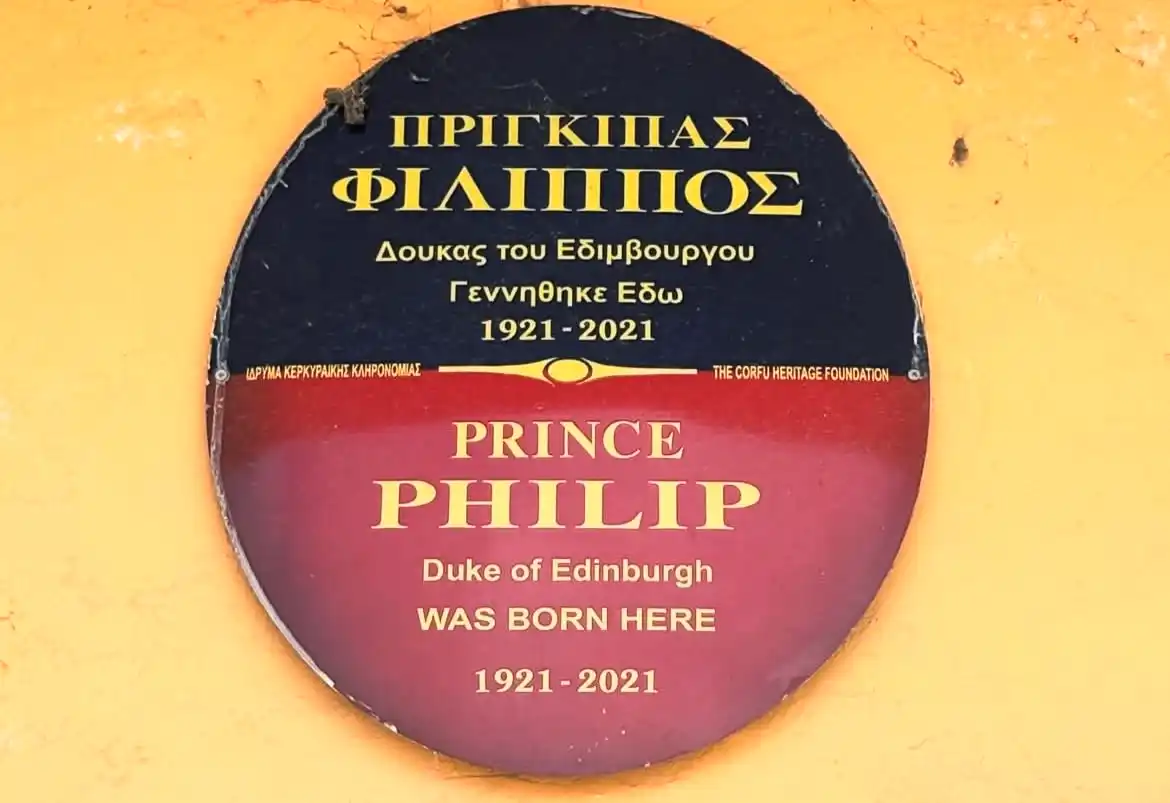 ΠΡΙΓΚΙΠΑΣ
ΦΙΛΙΠΠΟΣ
Δουκας του Εδιμβουργου
Γεννηθηκε Εδω
1921-2021
ΙΔΡΥΜΑ ΚΕΡΚΥΡΑΙΚΗΣ ΚΛΗΡΟΝΟΜΙΑΣ
THE CORFU HERITAGE FOUNDATION
PRINCE
PHILIP
Duke of Edinburgh
WAS BORN HERE
1921-2021